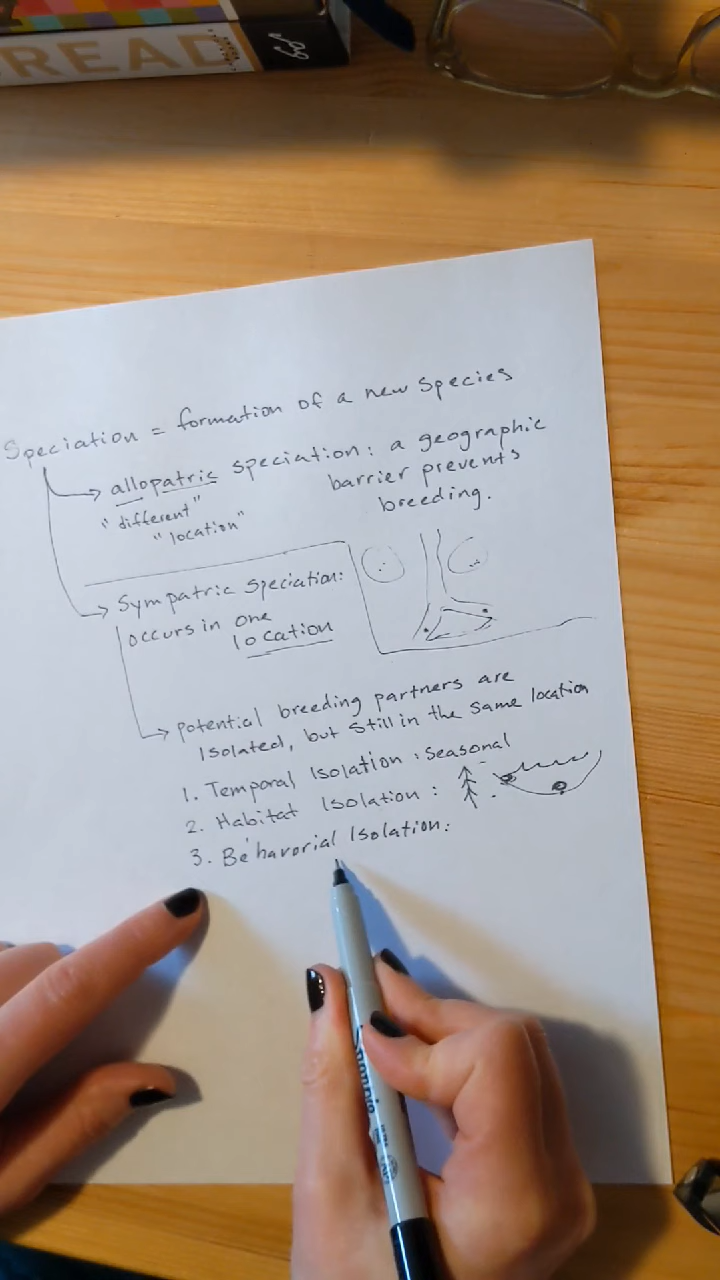 READ
Speciation = formation of a new species
allopatric speciation: a geographic
barrier prevents
breeding.
"different"
"location"
Sympatric speciation:
occurs in one
location
potential breeding partners are
Isolated, but still in the same location
1. Temporal Isolation: Seasonal
2. Habitat Isolation:
3. Behavorial Isolation: